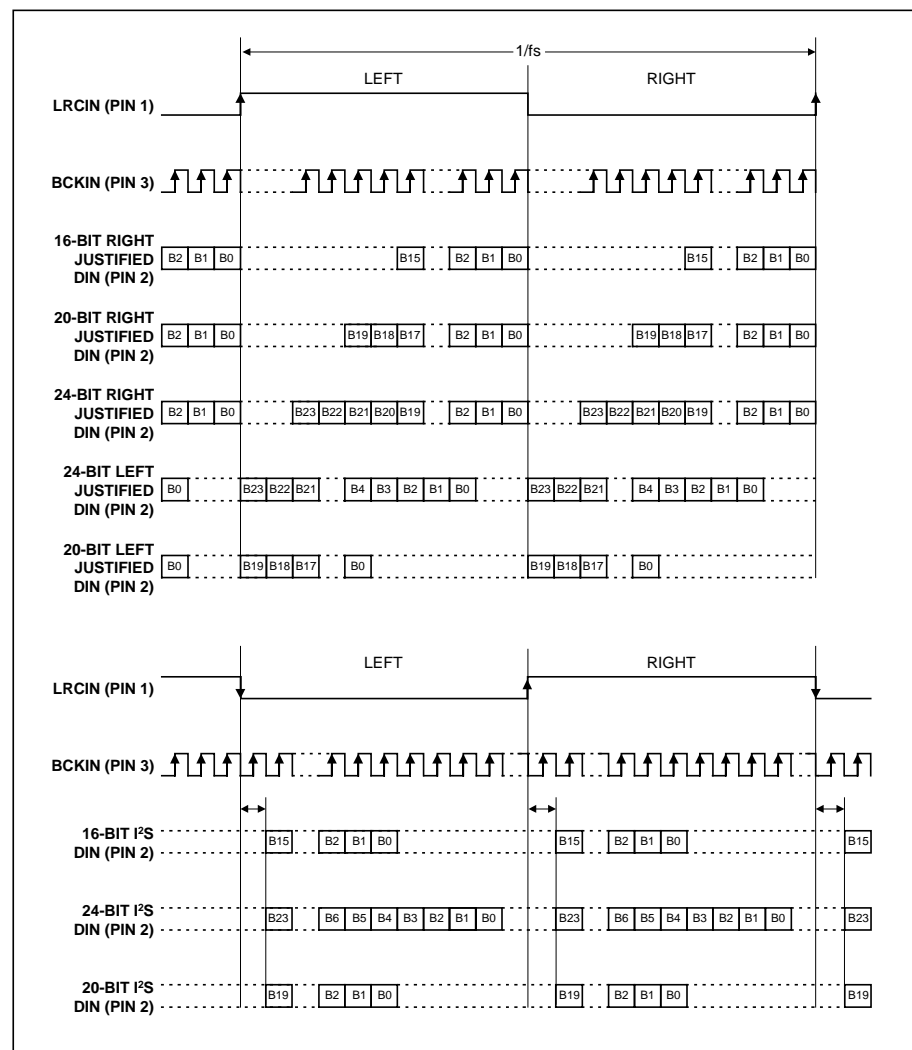 1/fs
LEFT RIGHT
LRCIN (PIN 1)
BCKIN (PIN 3)
16-BIT RIGHT
JUSTIFIED
DIN (PIN 2)
B2 B1 B0 B15 B2 B1 B0 B15 B2 B1 B0
20-BIT RIGHT
JUSTIFIED
DIN (PIN 2)
B2 B1 B0 B19 B18 B17 B2 B1 B0 B19 B18 B17 B2 B1 B0
24-BIT RIGHT
JUSTIFIED
DIN (PIN 2)
B2 B1 B0 B23 B22 B21 B20 B19 B2 B1 B0 B23 B22 B21 B20 B19 B2 B1 B0
24-BIT LEFT
JUSTIFIED
DIN (PIN 2)
B0 B23 B22 B21 B4 B3 B2 B1 B0 B23 B22 B21 B4 B3 B2 B1 B0
20-BIT LEFT
JUSTIFIED
DIN (PIN 2)
B0 B19 B18 B17 B0 B19 B18 B17 B0
LEFT RIGHT
LRCIN (PIN 1)
BCKIN (PIN 3)
16-BIT I²S
DIN (PIN 2)
B15 B2 B1 B0 B15 B2 B1 B0 B15
24-BIT I²S
DIN (PIN 2)
B23 B6 B5 B4 B3 B2 B1 B0 B23 B6 B5 B4 B3 B2 B1 B0 B23
20-BIT I²S
DIN (PIN 2)
B19 B2 B1 B0 B19 B2 B1 B0 B19